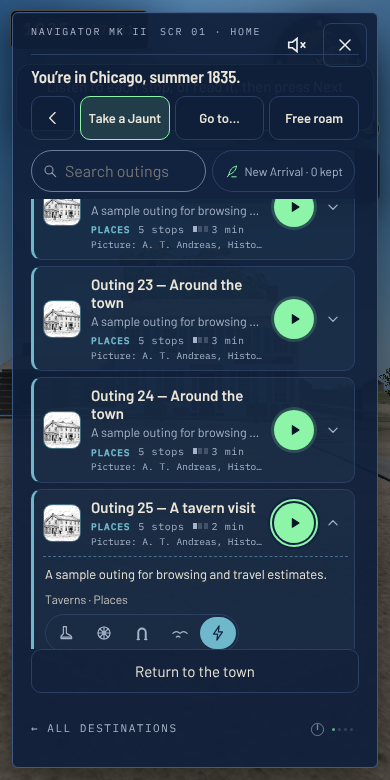 NAVIGATOR MK II SCR 01 · HOME
You're in Chicago, summer 1835.
Take a Jaunt
Go to…
Free roam
Search outings
New Arrival · 0 kept
A sample outing for browsing …
PLACES 5 stops 3 min
Picture: A. T. Andreas, Histo…
Outing 23 — Around the
town
A sample outing for browsing …
PLACES 5 stops 3 min
Picture: A. T. Andreas, Histo…
Outing 24 — Around the
town
A sample outing for browsing …
PLACES 5 stops 3 min
Picture: A. T. Andreas, Histo…
Outing 25 — A tavern visit
PLACES 5 stops 2 min
Picture: A. T. Andreas, Histo…
A sample outing for browsing and travel estimates.
Taverns · Places
Return to the town
← ALL DESTINATIONS